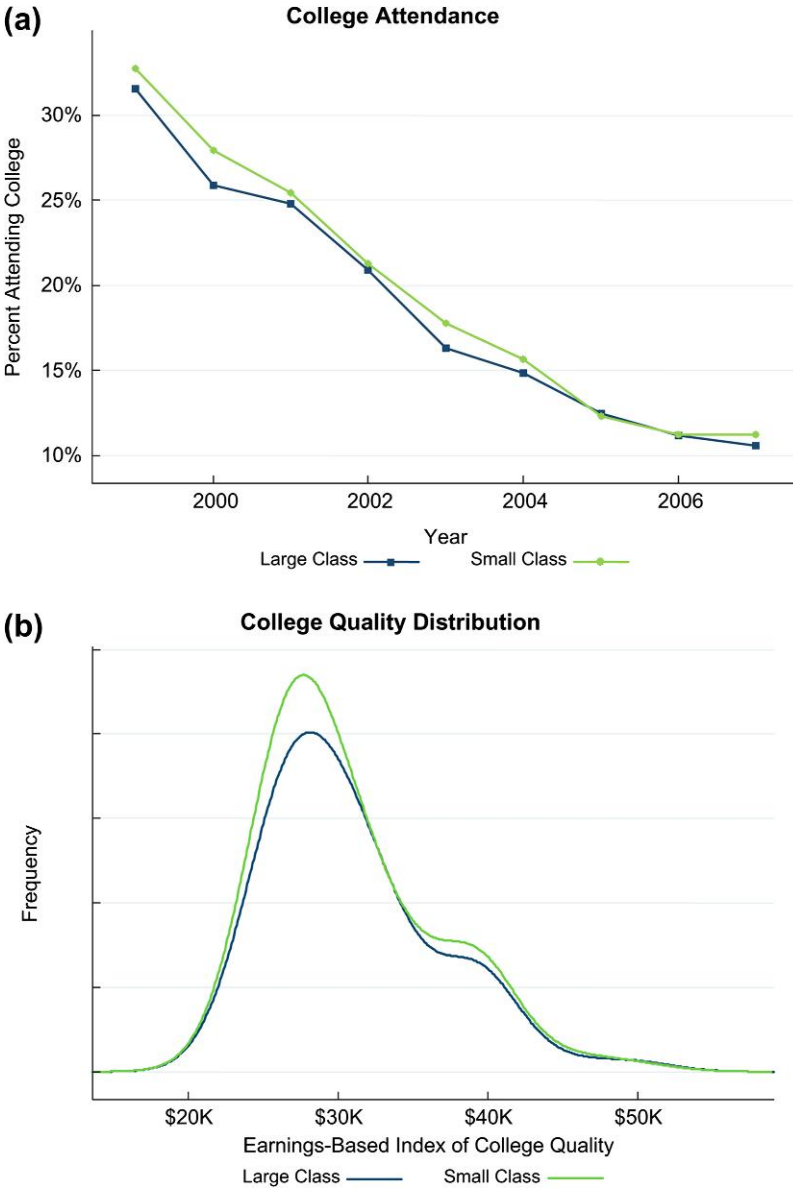 (a)
College Attendance
Percent Attending College
30%
25%
20%
15%
10%
2000 2002 2004 2006
Year
Large Class Small Class
(b)
College Quality Distribution
Frequency
$20K $30K $40K $50K
Earnings-Based Index of College Quality
Large Class Small Class